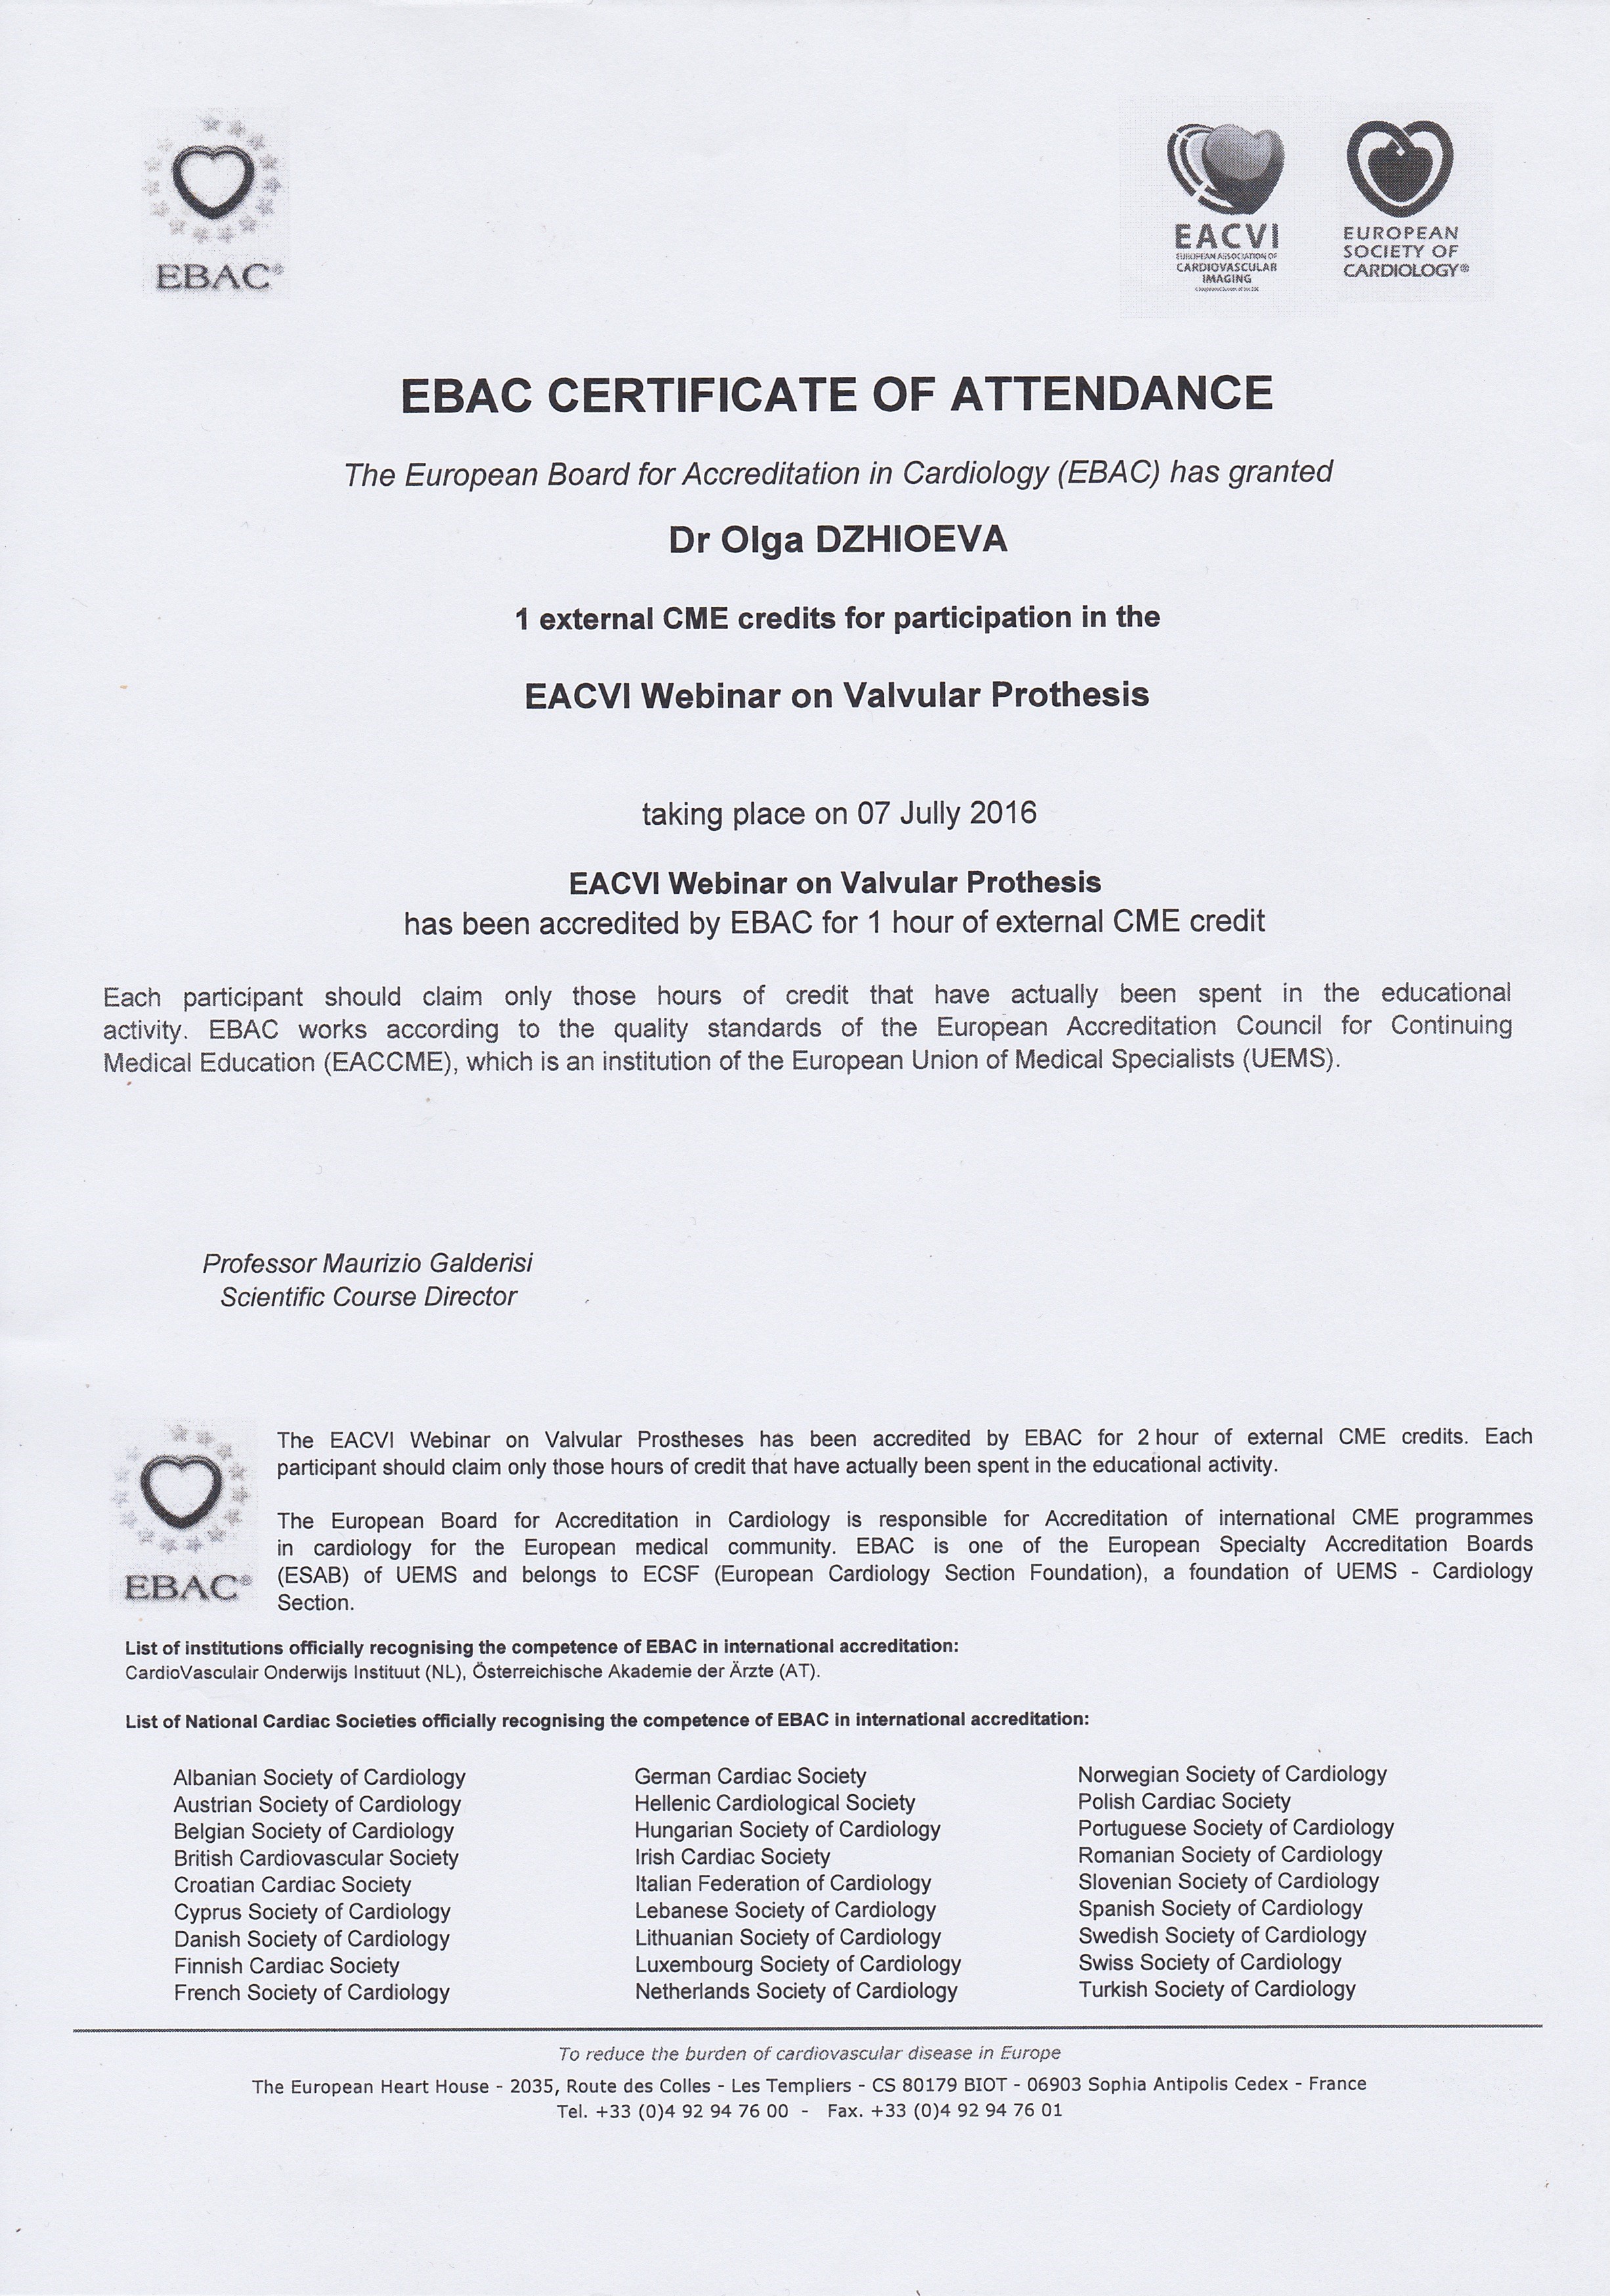 EBAC®
EACVI
EUROPEAN ASSOCIATION OF
CARDIOVASCULAR
IMAGING
EUROPEAN
SOCIETY OF
CARDIOLOGY®
EBAC CERTIFICATE OF ATTENDANCE
The European Board for Accreditation in Cardiology (EBAC) has granted
Dr Olga DZHIOEVA
1 external CME credits for participation in the
EACVI Webinar on Valvular Prothesis
taking place on 07 Jully 2016
EACVI Webinar on Valvular Prothesis
has been accredited by EBAC for 1 hour of external CME credit
Each participant should claim only those hours of credit that have actually been spent in the educational
activity. EBAC works according to the quality standards of the European Accreditation Council for Continuing
Medical Education (EACCME), which is an institution of the European Union of Medical Specialists (UEMS).
Professor Maurizio Galderisi
Scientific Course Director
EBAC®
The EACVI Webinar on Valvular Prostheses has been accredited by EBAC for 2 hour of external CME credits. Each
participant should claim only those hours of credit that have actually been spent in the educational activity.
The European Board for Accreditation in Cardiology is responsible for Accreditation of international CME programmes
in cardiology for the European medical community. EBAC is one of the European Specialty Accreditation Boards
(ESAB) of UEMS and belongs to ECSF (European Cardiology Section Foundation), a foundation of UEMS - Cardiology
Section.
List of institutions officially recognising the competence of EBAC in international accreditation:
CardioVasculair Onderwijs Instituut (NL), Österreichische Akademie der Ärzte (AT).
List of National Cardiac Societies officially recognising the competence of EBAC in international accreditation:
Albanian Society of Cardiology
Austrian Society of Cardiology
Belgian Society of Cardiology
British Cardiovascular Society
Croatian Cardiac Society
Cyprus Society of Cardiology
Danish Society of Cardiology
Finnish Cardiac Society
French Society of Cardiology
German Cardiac Society
Hellenic Cardiological Society
Hungarian Society of Cardiology
Irish Cardiac Society
Italian Federation of Cardiology
Lebanese Society of Cardiology
Lithuanian Society of Cardiology
Luxembourg Society of Cardiology
Netherlands Society of Cardiology
Norwegian Society of Cardiology
Polish Cardiac Society
Portuguese Society of Cardiology
Romanian Society of Cardiology
Slovenian Society of Cardiology
Spanish Society of Cardiology
Swedish Society of Cardiology
Swiss Society of Cardiology
Turkish Society of Cardiology
To reduce the burden of cardiovascular disease in Europe
The European Heart House - 2035, Route des Colles - Les Templiers - CS 80179 BIOT - 06903 Sophia Antipolis Cedex - France
Tel. +33 (0)4 92 94 76 00 - Fax. +33 (0)4 92 94 76 01